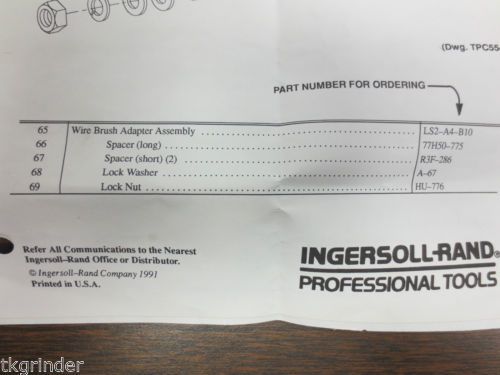 (Dwg. TPC55
PART NUMBER FOR ORDERING
65 Wire Brush Adapter Assembly LS2–A4–B10
66 Spacer (long) 77H50–775
67 Spacer (short) (2) R3F–286
68 Lock Washer A–67
69 Lock Nut HU–776
Refer All Communications to the Nearest
Ingersoll–Rand Office or Distributor.
© Ingersoll–Rand Company 1991
Printed in U.S.A.
INGERSOLL-RAND®
PROFESSIONAL TOOLS
tkgrinder
tkgrinder